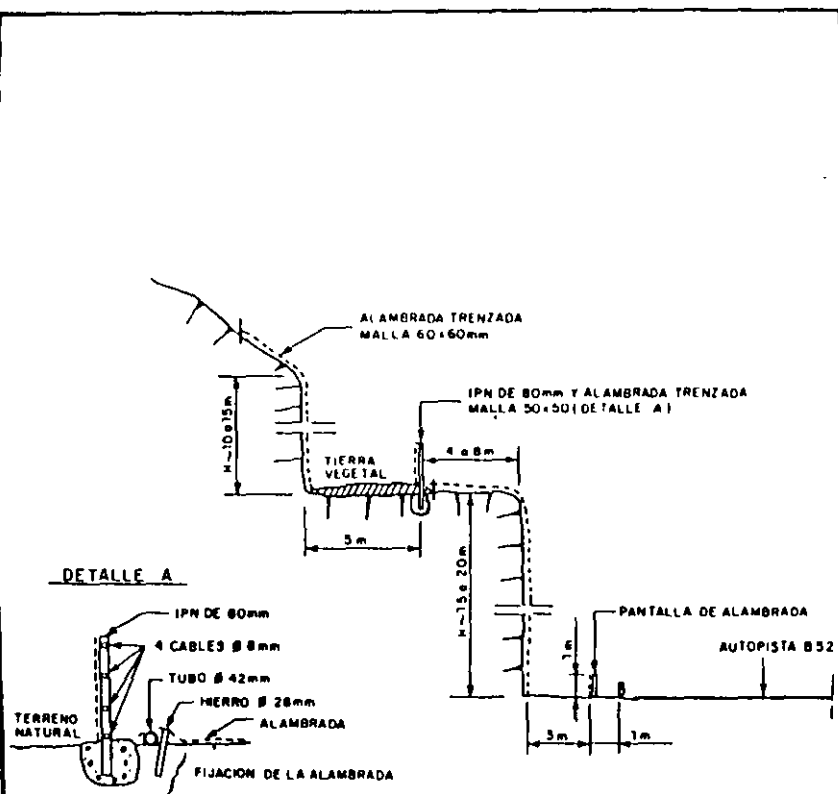 ALAMBRADA TRENZADA
MALLA 60×60mm
IPN DE 80mm Y ALAMBRADA TRENZADA
MALLA 50×50 (DETALLE A)
H~10 a 15m
TIERRA
VEGETAL
4 a 8m
5m
H~15 a 20m
DETALLE A
IPN DE 80mm
4 CABLES Ø 8mm
TUBO Ø 42mm
HIERRO Ø 28mm
ALAMBRADA
TERRENO
NATURAL
FIJACION DE LA ALAMBRADA
PANTALLA DE ALAMBRADA
AUTOPISTA B52
1m
3m
1m